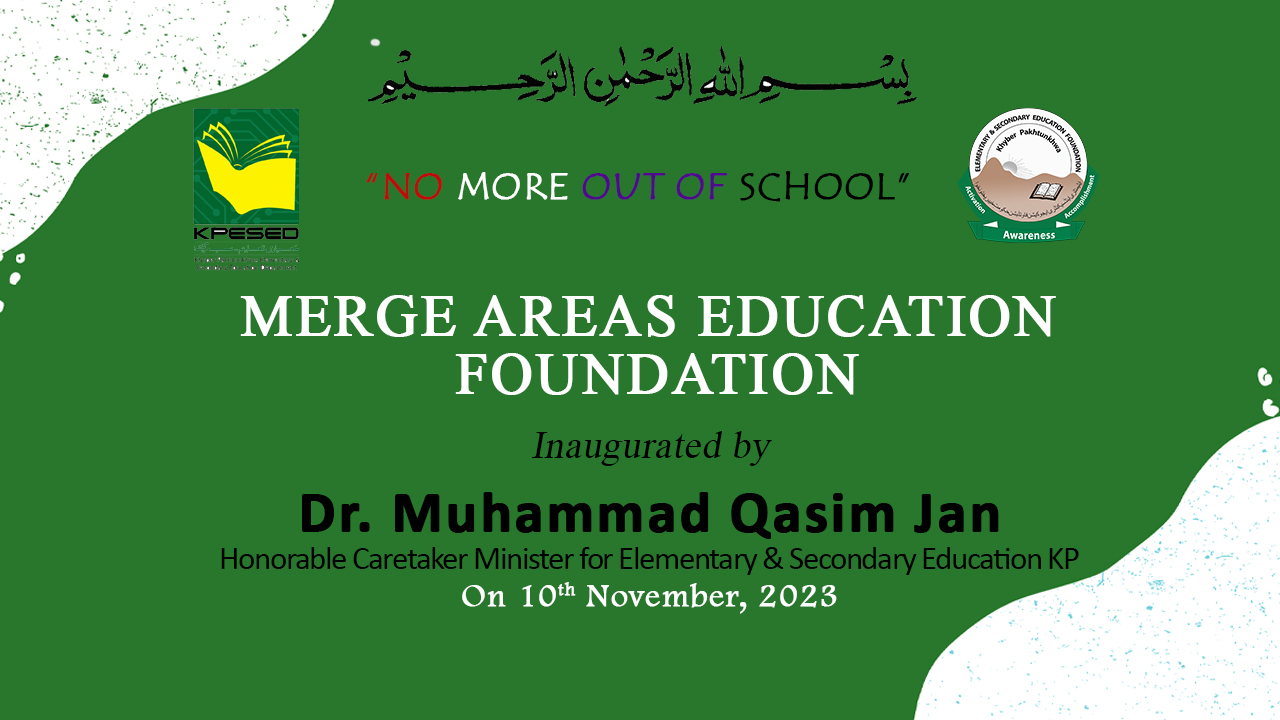 بِسْمِ اللهِ الرَّحْمٰنِ الرَّحِيْمِ
“NO MORE OUT OF SCHOOL”
KPESED
ELEMENTARY & SECONDARY EDUCATION FOUNDATION
Khyber Pakhtunkhwa
Activation
Awareness
Accomplishment
MERGE AREAS EDUCATION
FOUNDATION
Inaugurated by
Dr. Muhammad Qasim Jan
Honorable Caretaker Minister for Elementary & Secondary Education KP
On 10th November, 2023